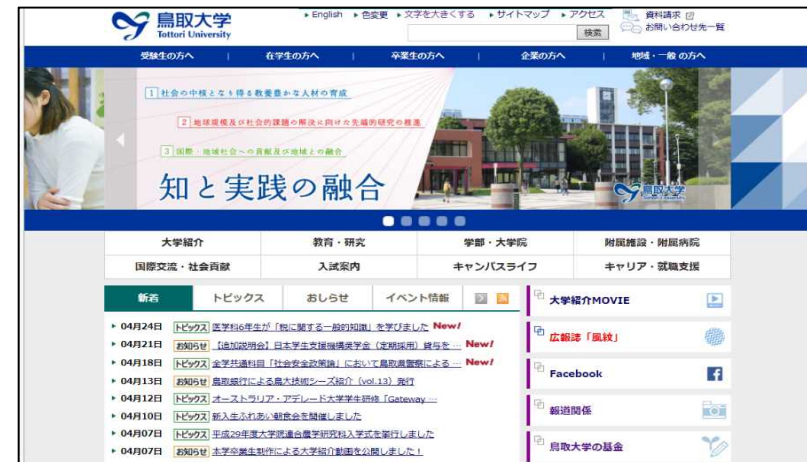 鳥取大学
Tottori University
English 色変更 文字を大きくする サイトマップ アクセス 資料請求
検索 お問い合わせ先一覧
受験生の方へ | 在学生の方へ | 卒業生の方へ | 企業の方へ | 地域・一般の方へ
1 社会の中核となり得る教養豊かな人材の育成
2 地球規模及び社会的課題の解決に向けた先端的研究の推進
3 国際・地域社会への貢献及び地域との融合
知と実践の融合
鳥取大学
大学紹介 教育・研究 学部・大学院 附属施設・附属病院
国際交流・社会貢献 入試案内 キャンパスライフ キャリア・就職支援
新着 トピックス おしらせ イベント情報
04月24日 トピックス 医学科6年生が「税に関する一般的知識」を学びました New!
04月21日 お知らせ 【追加説明会】日本学生支援機構奨学金（定期採用）貸与を … New!
04月18日 トピックス 全学共通科目「社会安全政策論」において鳥取県警察による … New!
04月13日 お知らせ 鳥取銀行による鳥大技術シーズ紹介（vol.13）発行
04月12日 トピックス オーストラリア・アデレード大学学生研修「Gateway …
04月10日 トピックス 新入生ふれあい朝食会を開催しました
04月07日 トピックス 平成29年度大学院連合農学研究科入学式を挙行しました
04月07日 お知らせ 本学卒業生制作による大学紹介動画を公開しました！
大学紹介MOVIE
広報誌「風紋」
Facebook
報道関係
鳥取大学の基金